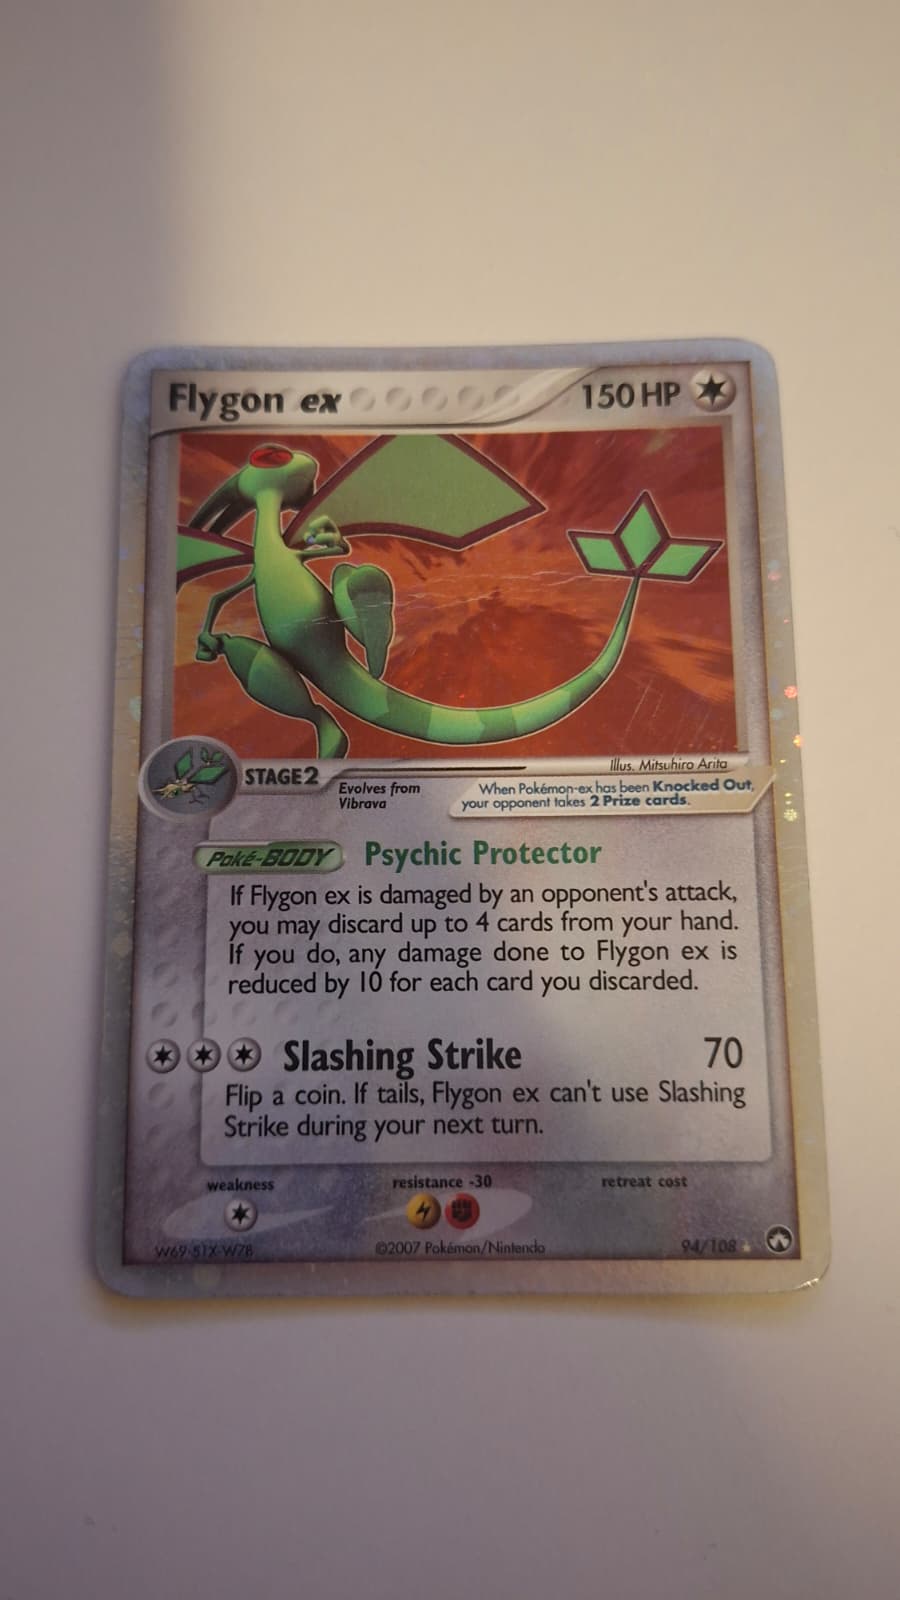 Flygon ex 150 HP
Illus. Mitsuhiro Arita
STAGE 2
Evolves from
Vibrava
When Pokémon-ex has been Knocked Out,
your opponent takes 2 Prize cards.
Poké-BODY Psychic Protector
If Flygon ex is damaged by an opponent's attack,
you may discard up to 4 cards from your hand.
If you do, any damage done to Flygon ex is
reduced by 10 for each card you discarded.
Slashing Strike 70
Flip a coin. If tails, Flygon ex can't use Slashing
Strike during your next turn.
weakness resistance -30 retreat cost
©2007 Pokémon/Nintendo 94/108